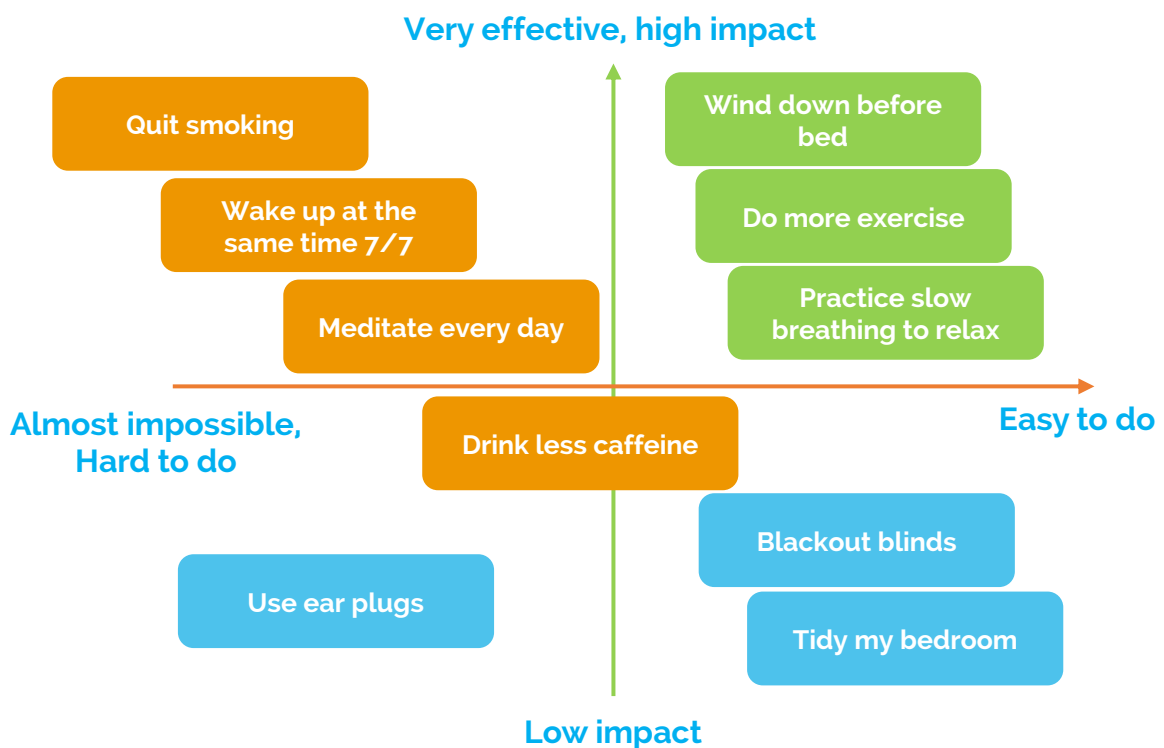 Very effective, high impact
Quit smoking
Wind down before
bed
Wake up at the
same time 7/7
Do more exercise
Meditate every day
Practice slow
breathing to relax
Almost impossible,
Hard to do
Easy to do
Drink less caffeine
Blackout blinds
Use ear plugs
Tidy my bedroom
Low impact